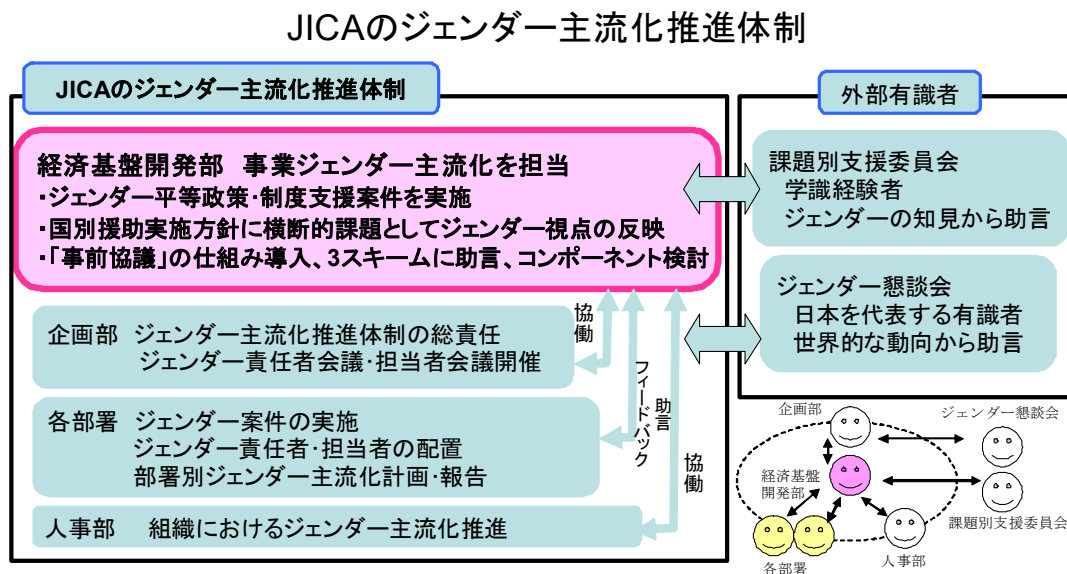 JICAのジェンダー主流化推進体制
JICAのジェンダー主流化推進体制
経済基盤開発部 事業ジェンダー主流化を担当
・ジェンダー平等政策・制度支援案件を実施
・国別援助実施方針に横断的課題としてジェンダー視点の反映
・「事前協議」の仕組み導入、3スキームに助言、コンポーネント検討
企画部 ジェンダー主流化推進体制の総責任
ジェンダー責任者会議・担当者会議開催
各部署 ジェンダー案件の実施
ジェンダー責任者・担当者の配置
部署別ジェンダー主流化計画・報告
人事部 組織におけるジェンダー主流化推進
協働
フィードバック
助言
協働
外部有識者
課題別支援委員会
学識経験者
ジェンダーの知見から助言
ジェンダー懇談会
日本を代表する有識者
世界的な動向から助言
企画部
ジェンダー懇談会
経済基盤
開発部
課題別支援委員会
人事部
各部署